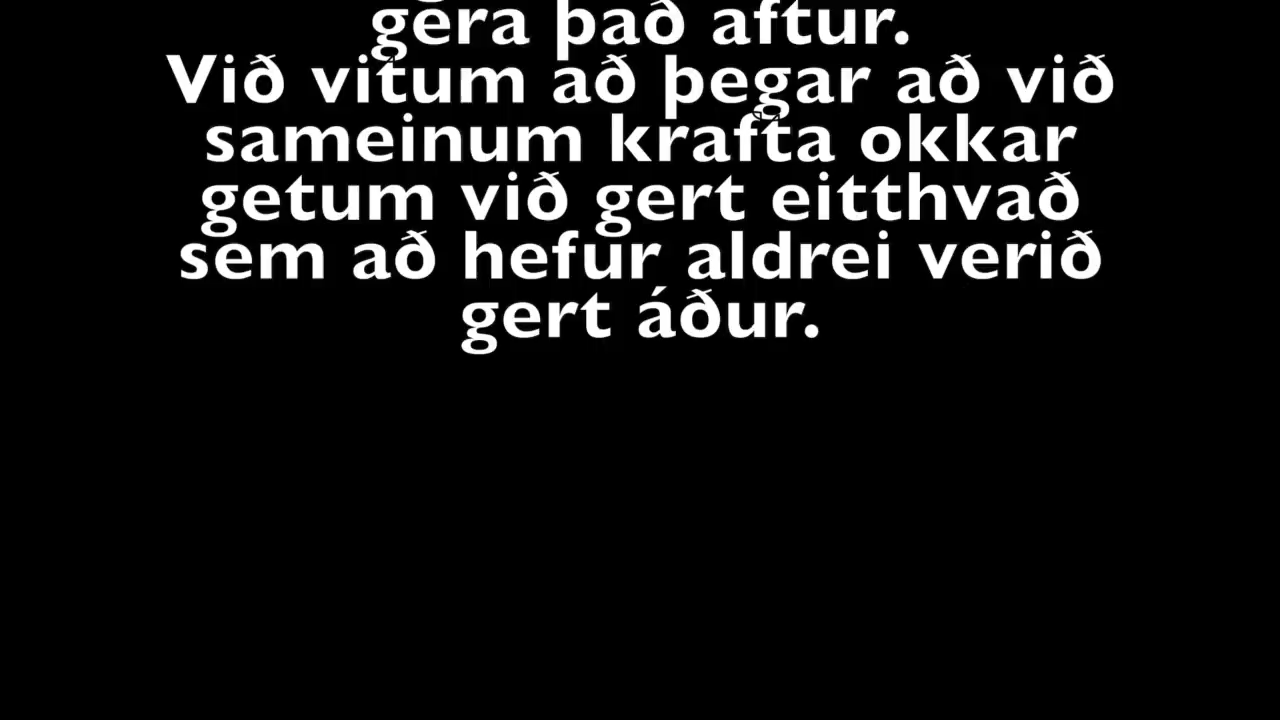 gera það aftur.
Við vitum að þegar að við
sameinum krafta okkar
getum við gert eitthvað
sem að hefur aldrei verið
gert áður.